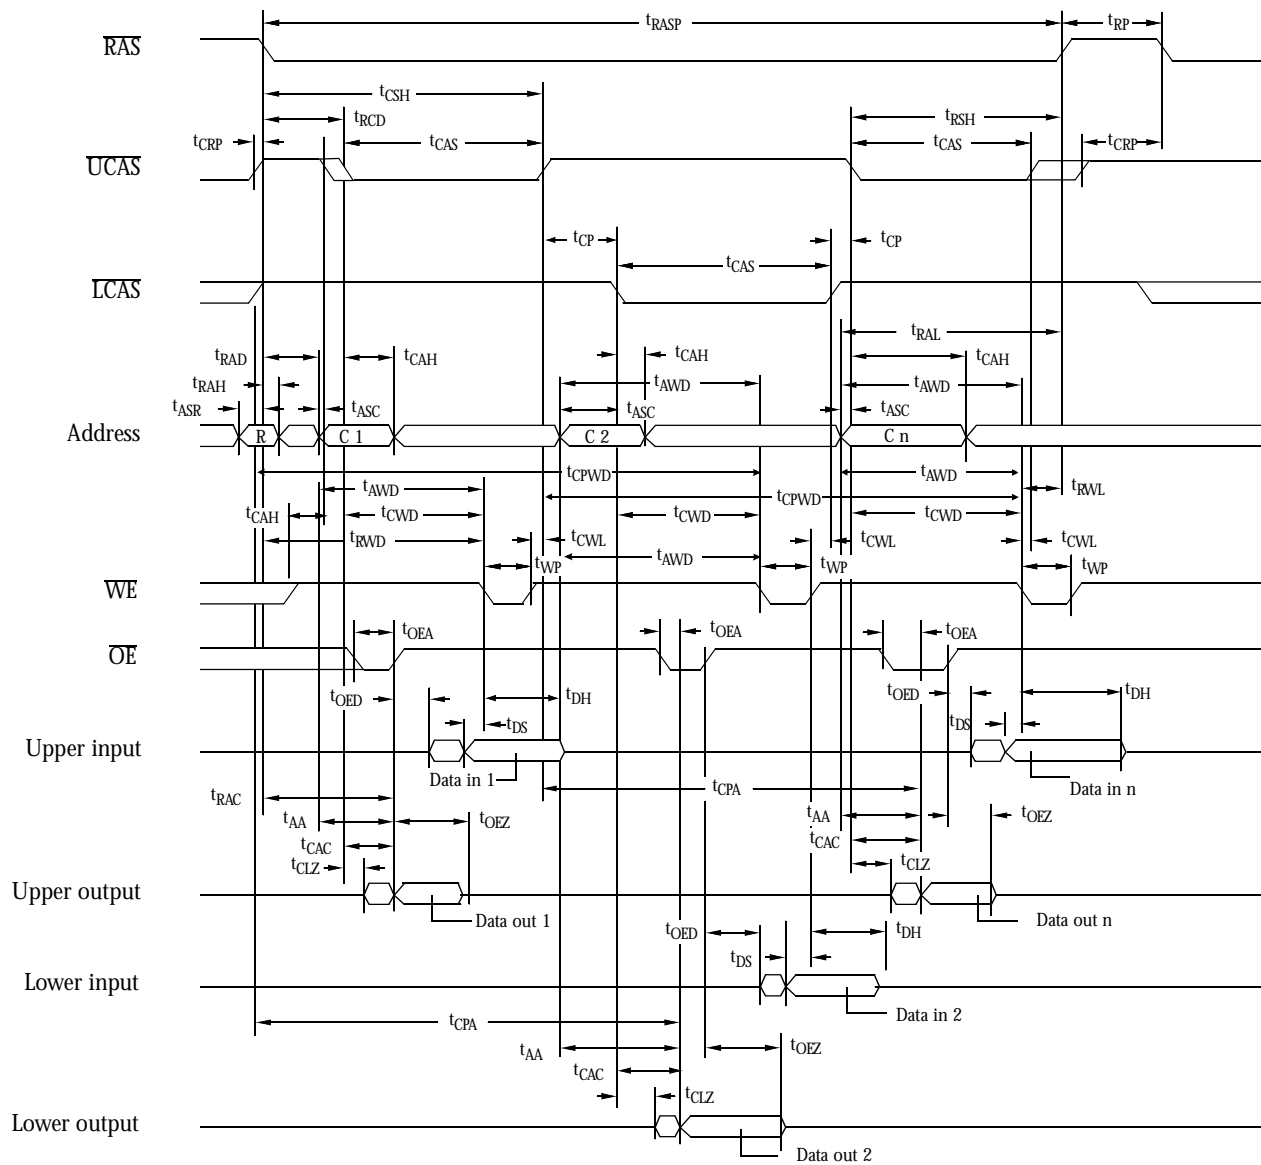 tRASP tRP
RAS
tCSH
tRCD tRSH
tCRP tCAS tCAS tCRP
UCAS
tCP tCP
tCAS
LCAS
tRAL
tRAD tCAH tCAH tCAH
tRAH tAWD tAWD
tASR tASC tASC tASC
Address R C 1 C 2 C n
tCPWD tAWD
tAWD tCPWD tRWL
tCAH tCWD tCWD tCWD
tRWD tCWL tAWD tCWL tCWL
tWP tWP tWP
WE
tOEA tOEA tOEA
OE
tOED tDH tOED tDH
tDS tDS
Upper input
Data in 1 tCPA Data in n
tRAC
tAA tOEZ tAA tOEZ
tCAC tCAC
tCLZ tCLZ
Upper output
Data out 1 Data out n
tOED tDH
tDS
Lower input
Data in 2
tCPA
tAA tOEZ
tCAC
tCLZ
Lower output
Data out 2